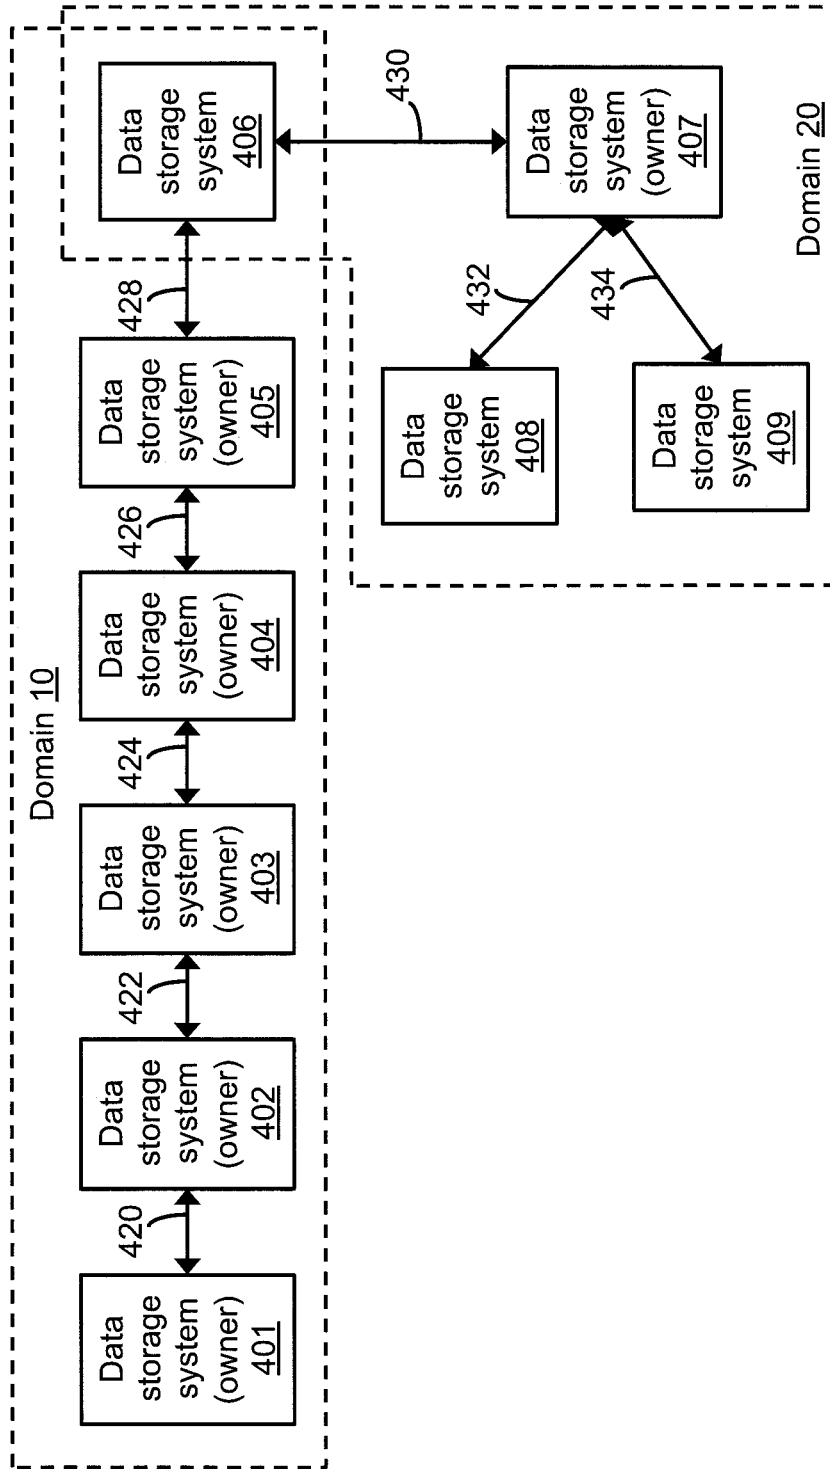 Domain 10
Data
storage
system
(owner)
401
420
Data
storage
system
(owner)
402
422
Data
storage
system
(owner)
403
424
Data
storage
system
(owner)
404
426
Data
storage
system
(owner)
405
428
Data
storage
system
406
430
Data
storage
system
(owner)
407
432
434
Data
storage
system
408
Data
storage
system
409
Domain 20